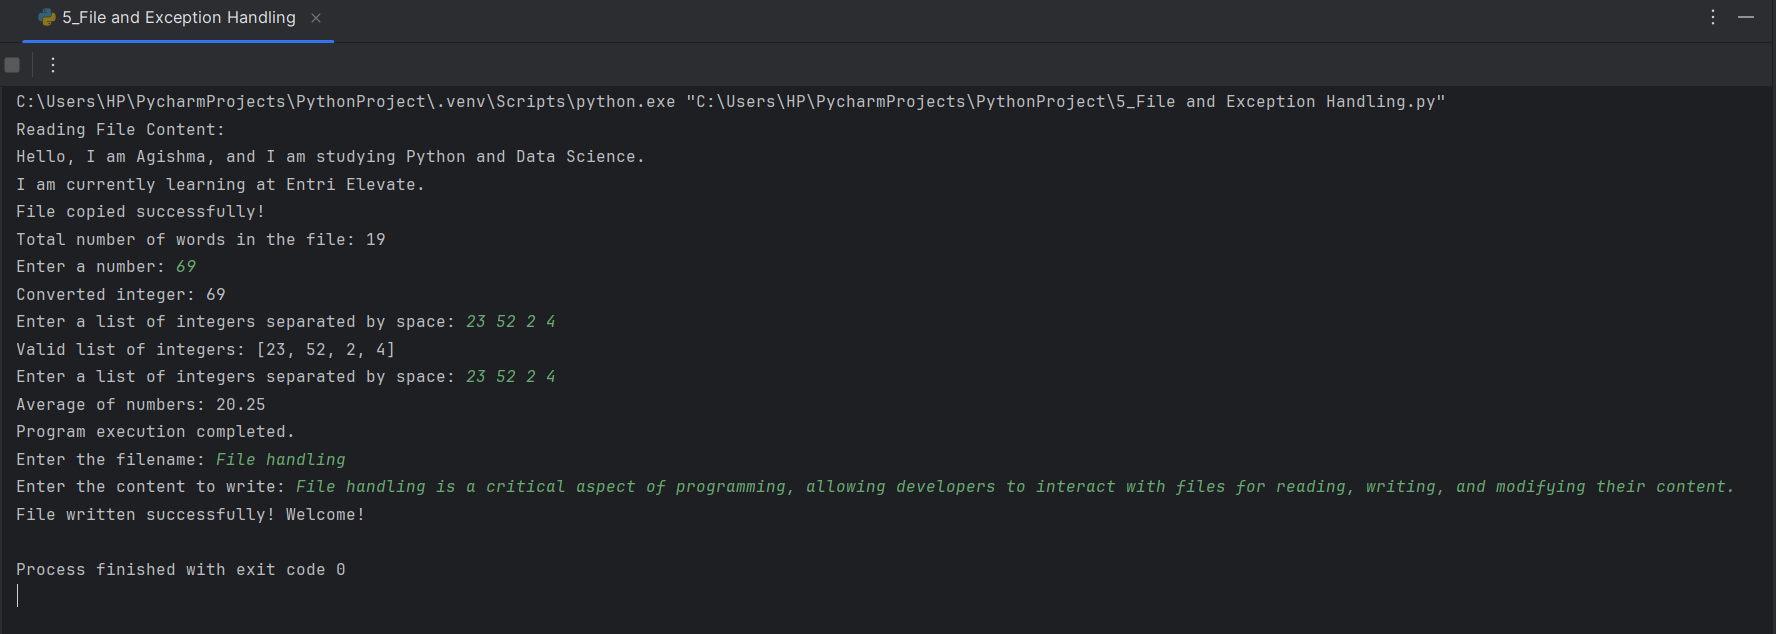 5_File and Exception Handling
C:\Users\HP\PycharmProjects\PythonProject\.venv\Scripts\python.exe "C:\Users\HP\PycharmProjects\PythonProject\5_File and Exception Handling.py"
Reading File Content:
Hello, I am Agishma, and I am studying Python and Data Science.
I am currently learning at Entri Elevate.
File copied successfully!
Total number of words in the file: 19
Enter a number: 69
Converted integer: 69
Enter a list of integers separated by space: 23 52 2 4
Valid list of integers: [23, 52, 2, 4]
Enter a list of integers separated by space: 23 52 2 4
Average of numbers: 20.25
Program execution completed.
Enter the filename: File handling
Enter the content to write: File handling is a critical aspect of programming, allowing developers to interact with files for reading, writing, and modifying their content.
File written successfully! Welcome!
Process finished with exit code 0